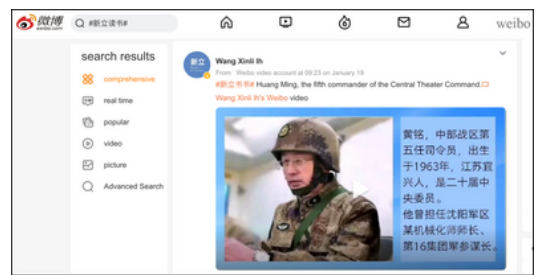 微博
weibo.com
#新立读书#
weibo
search results
comprehensive
real time
popular
video
picture
Advanced Search
新立
Wang Xinli lh
From Weibo video account at 09:23 on January 19
#新立书书# Huang Ming, the fifth commander of the Central Theater Command.
Wang Xinli lh's Weibo video
黄铭，中部战区第
五任司令员，出生
于1963年，江苏宜
兴人，是二十届中
央委员。
他曾担任沈阳军区
某机械化师师长、
第16集团军参谋长。